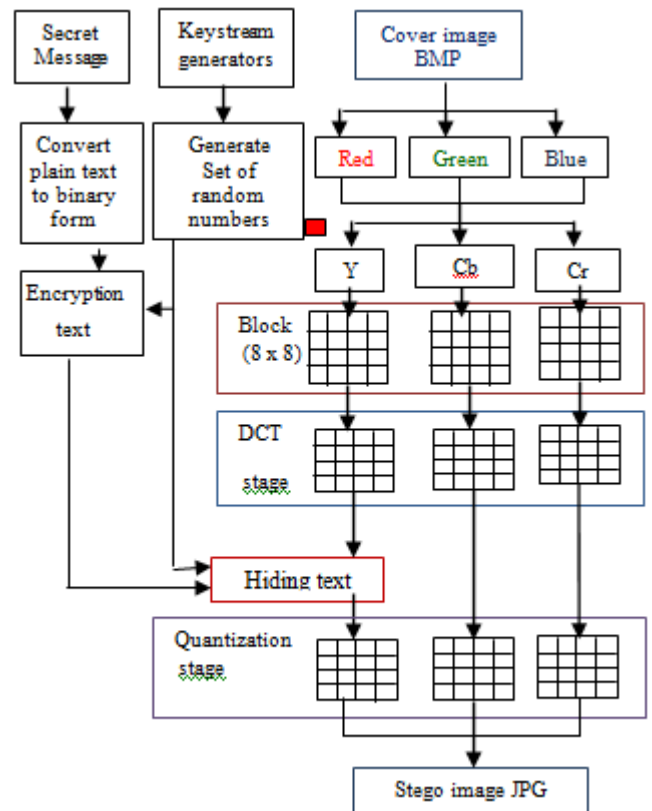 Secret
Message
Keystream
generators
Cover image
BMP
Convert
plain text
to binary
form
Generate
Set of
random
numbers
Red
Green
Blue
Y
Cb
Cr
Encryption
text
Block
(8 x 8)
DCT
stage
Hiding text
Quantization
stage
Stego image JPG